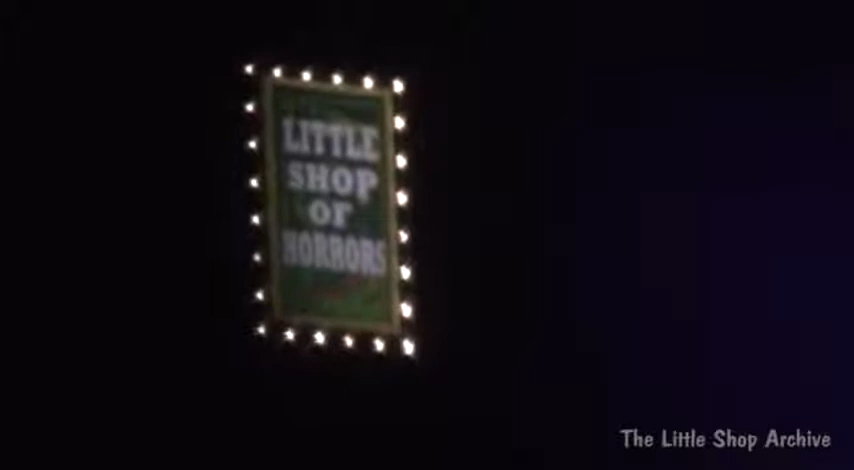 LITTLE
SHOP
OF
HORRORS
The Little Shop Archive